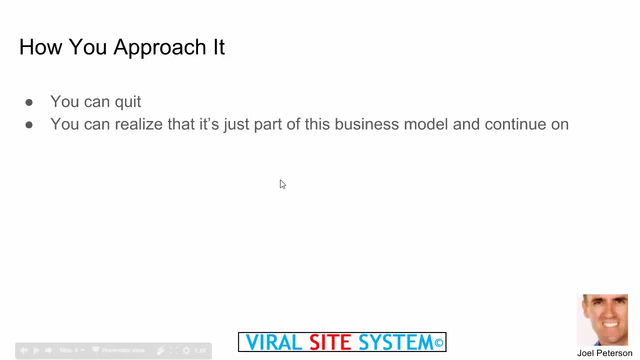 How You Approach It
● You can quit
● You can realize that it's just part of this business model and continue on
VIRAL SITE SYSTEM©
Joel Peterson